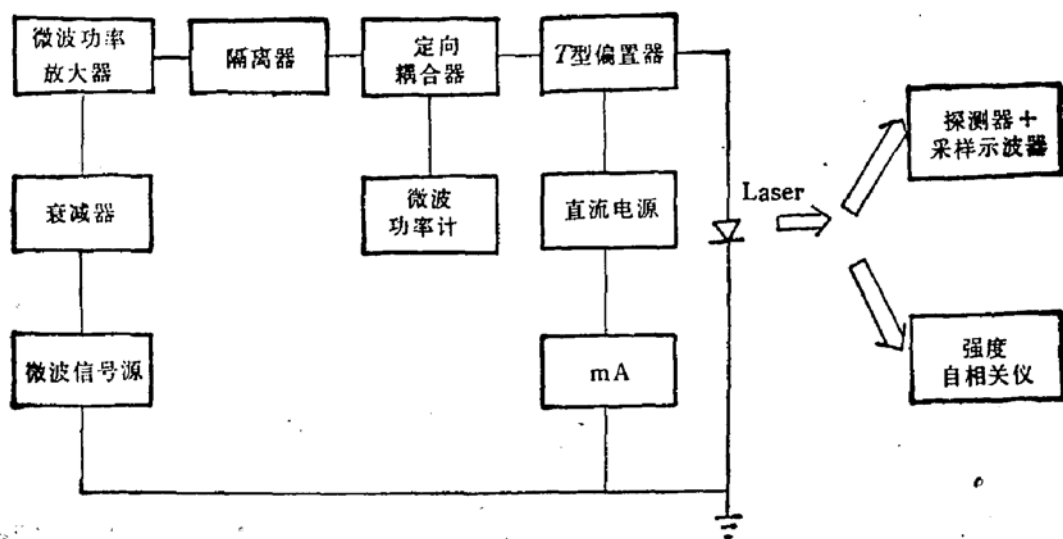 微波功率
放大器
隔离器
定向
耦合器
T型偏置器
探测器+
采样示波器
衰减器
微波
功率计
直流电源
Laser
微波信号源
mA
强度
自相关仪